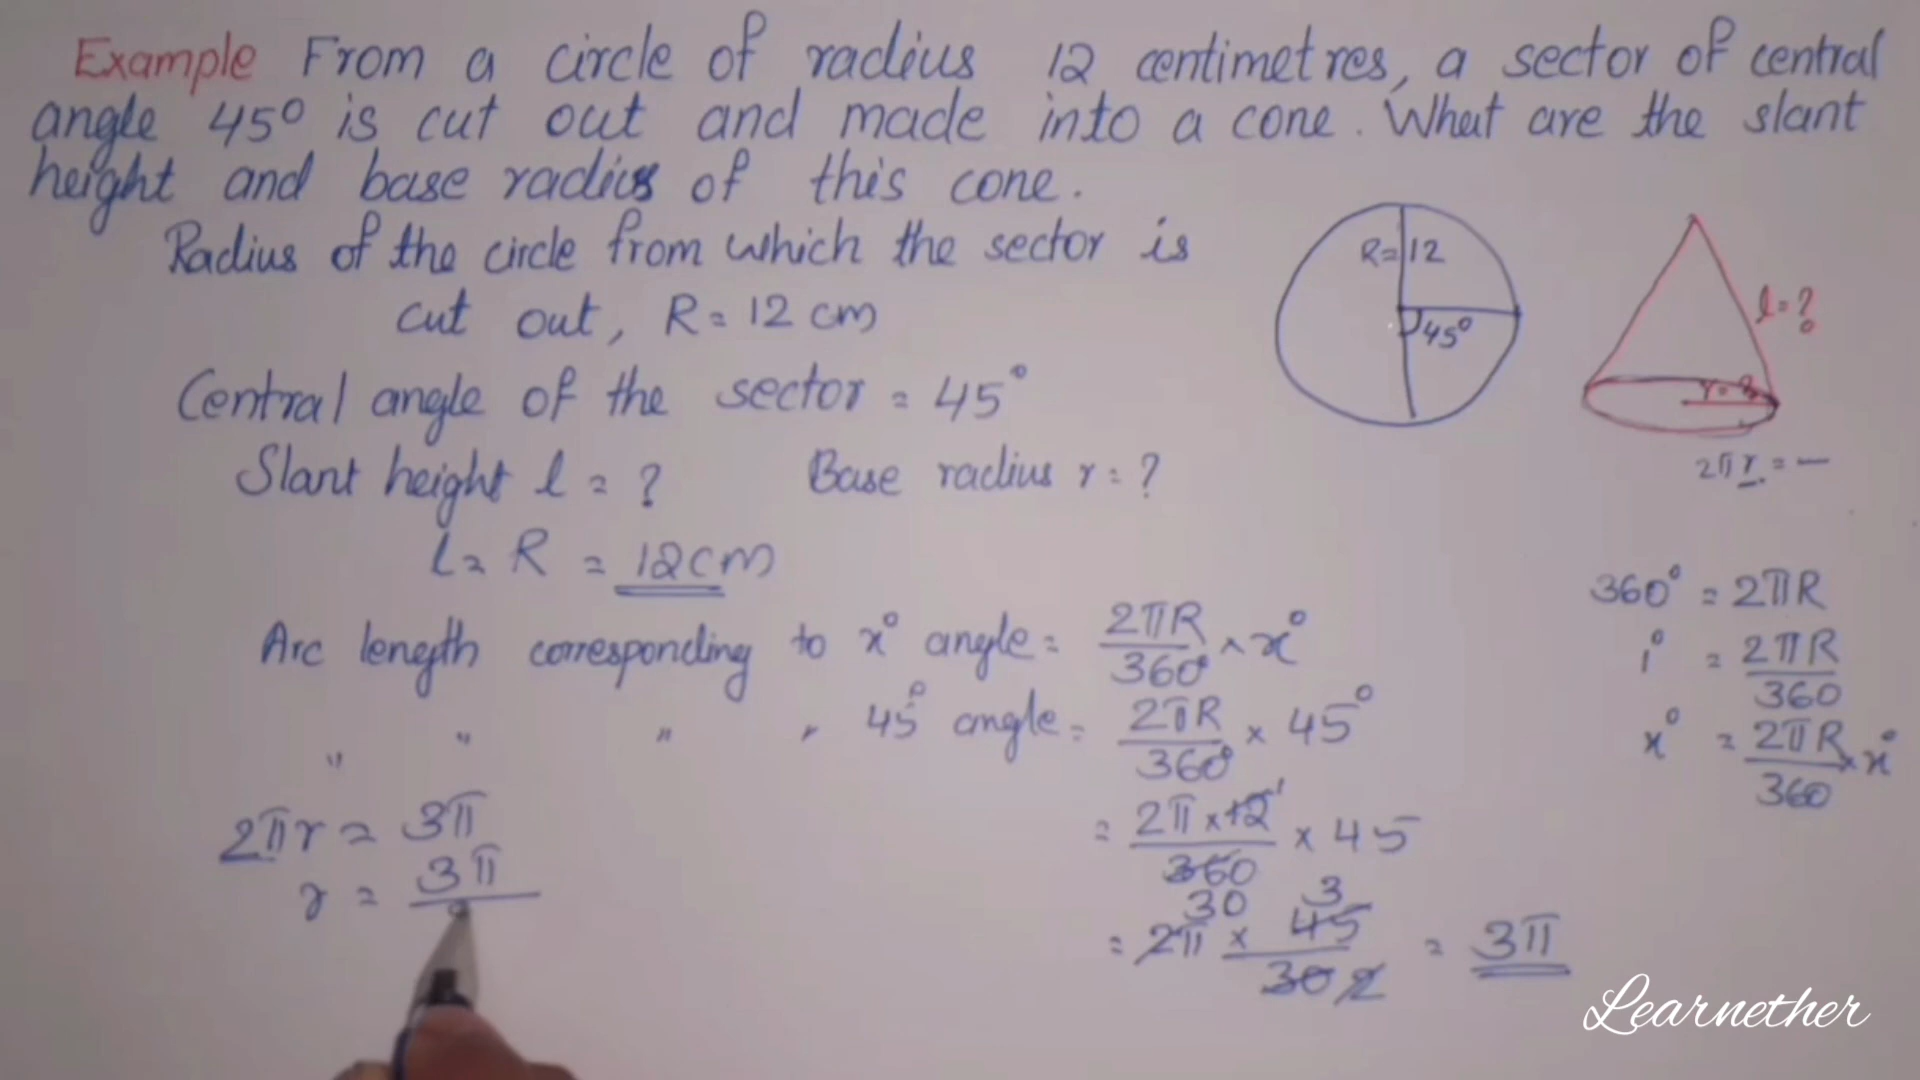 Example From a circle of radius 12 centimetres, a sector of central
angle 45° is cut out and made into a cone. What are the slant
height and base radius of this cone.
Radius of the circle from which the sector is
cut out, R = 12 cm
R = 12
45°
l = ?
r = ?
2πr = —
Central angle of the sector = 45°
Slant height l = ? Base radius r = ?
l = R = 12cm
Arc length corresponding to x° angle = 2πR/360° × x°
" " " " 45° angle = 2πR/360° × 45°
= 2π × 12/360 × 45
1
30 3
= 2π × 45/30 2 = 3π
360° = 2πR
1° = 2πR/360
x° = 2πR/360 × x°
2πr = 3π
r = 3π
Learnether